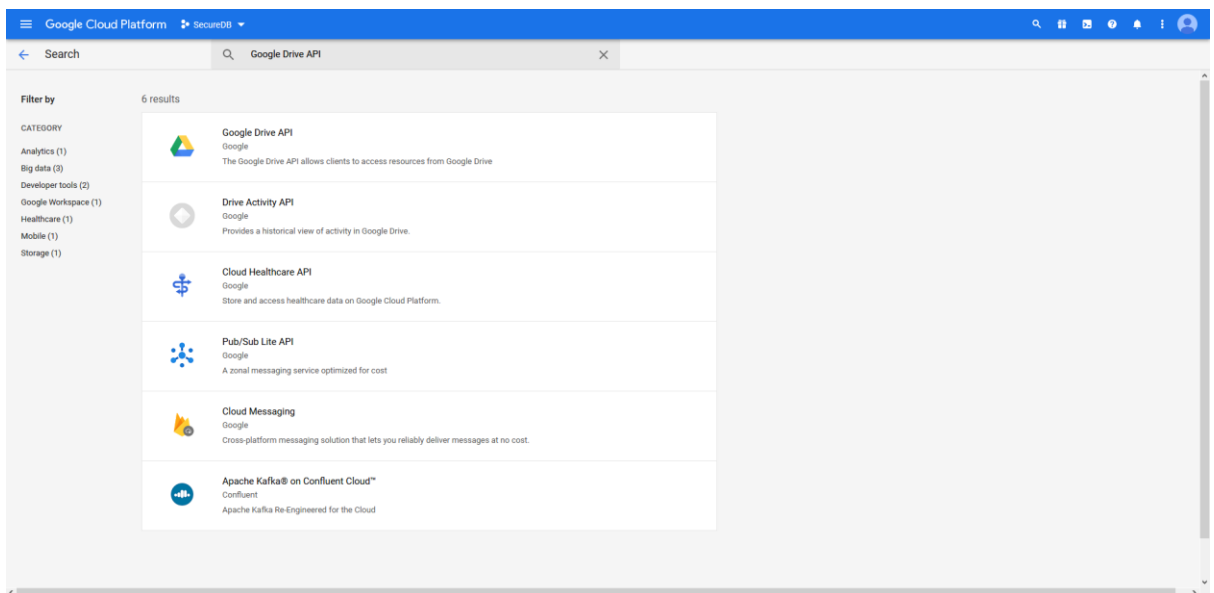 Google Cloud Platform SecureDB
Search
Google Drive API
Filter by
CATEGORY
Analytics (1)
Big data (3)
Developer tools (2)
Google Workspace (1)
Healthcare (1)
Mobile (1)
Storage (1)
6 results
Google Drive API
Google
The Google Drive API allows clients to access resources from Google Drive
Drive Activity API
Google
Provides a historical view of activity in Google Drive.
Cloud Healthcare API
Google
Store and access healthcare data on Google Cloud Platform.
Pub/Sub Lite API
Google
A zonal messaging service optimized for cost
Cloud Messaging
Google
Cross-platform messaging solution that lets you reliably deliver messages at no cost.
Apache Kafka® on Confluent Cloud™
Confluent
Apache Kafka Re-Engineered for the Cloud